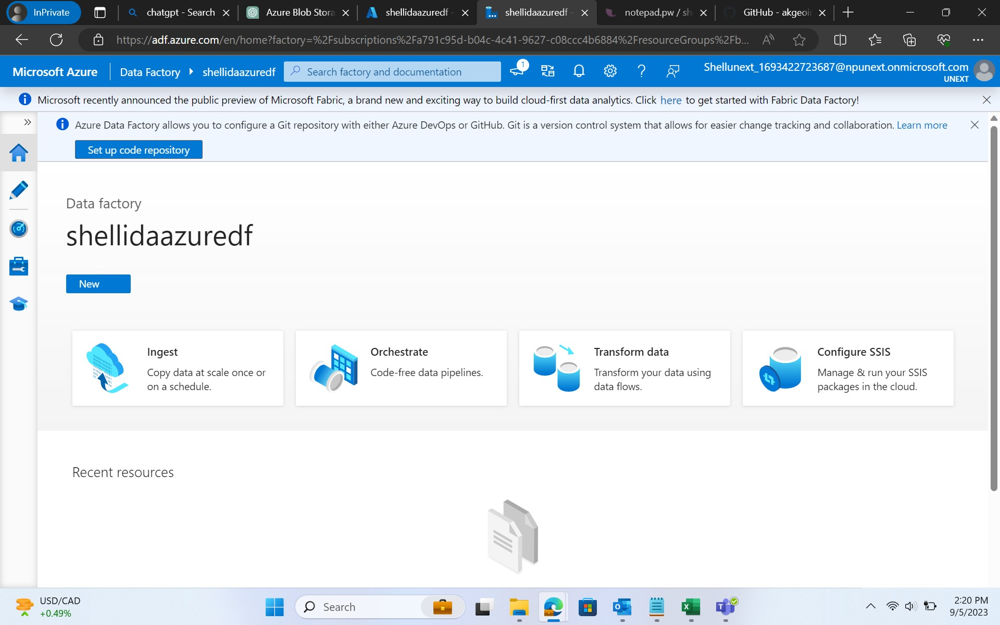 InPrivate
chatgpt - Search
Azure Blob Stora
shellidaazuredf -
shellidaazuredf -
notepad.pw / sh
GitHub - akgeoi
https://adf.azure.com/en/home?factory=%2Fsubscriptions%2Fa791c95d-b04c-4c41-9627-c08ccc4b6884%2FresourceGroups%2Fb...
Microsoft Azure
Data Factory
shellidaazuredf
Search factory and documentation
1
Shellunext_1693422723687@npunext.onmicrosoft.com
UNEXT
Microsoft recently announced the public preview of Microsoft Fabric, a brand new and exciting way to build cloud-first data analytics. Click here to get started with Fabric Data Factory!
Azure Data Factory allows you to configure a Git repository with either Azure DevOps or GitHub. Git is a version control system that allows for easier change tracking and collaboration. Learn more
Set up code repository
Data factory
shellidaazuredf
New
Ingest
Copy data at scale once or
on a schedule.
Orchestrate
Code-free data pipelines.
Transform data
Transform your data using
data flows.
Configure SSIS
Manage & run your SSIS
packages in the cloud.
Recent resources
USD/CAD
+0.49%
Search
2:20 PM
9/5/2023